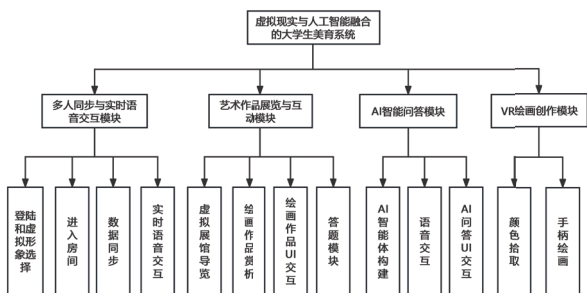 虚拟现实与人工智能融合
的大学生美育系统
多人同步与实时语
音交互模块
艺术作品展览与互
动模块
AI智能问答模块
VR绘画创作模块
登陆虚形
和拟象选择
进入房间
数据同步
实时语音交互
虚拟展馆导览
绘画作品赏析
绘画作品UI交互
答题模块
AI智能体构建
语音交互
AI问答UI交互
颜色拾取
手柄绘画